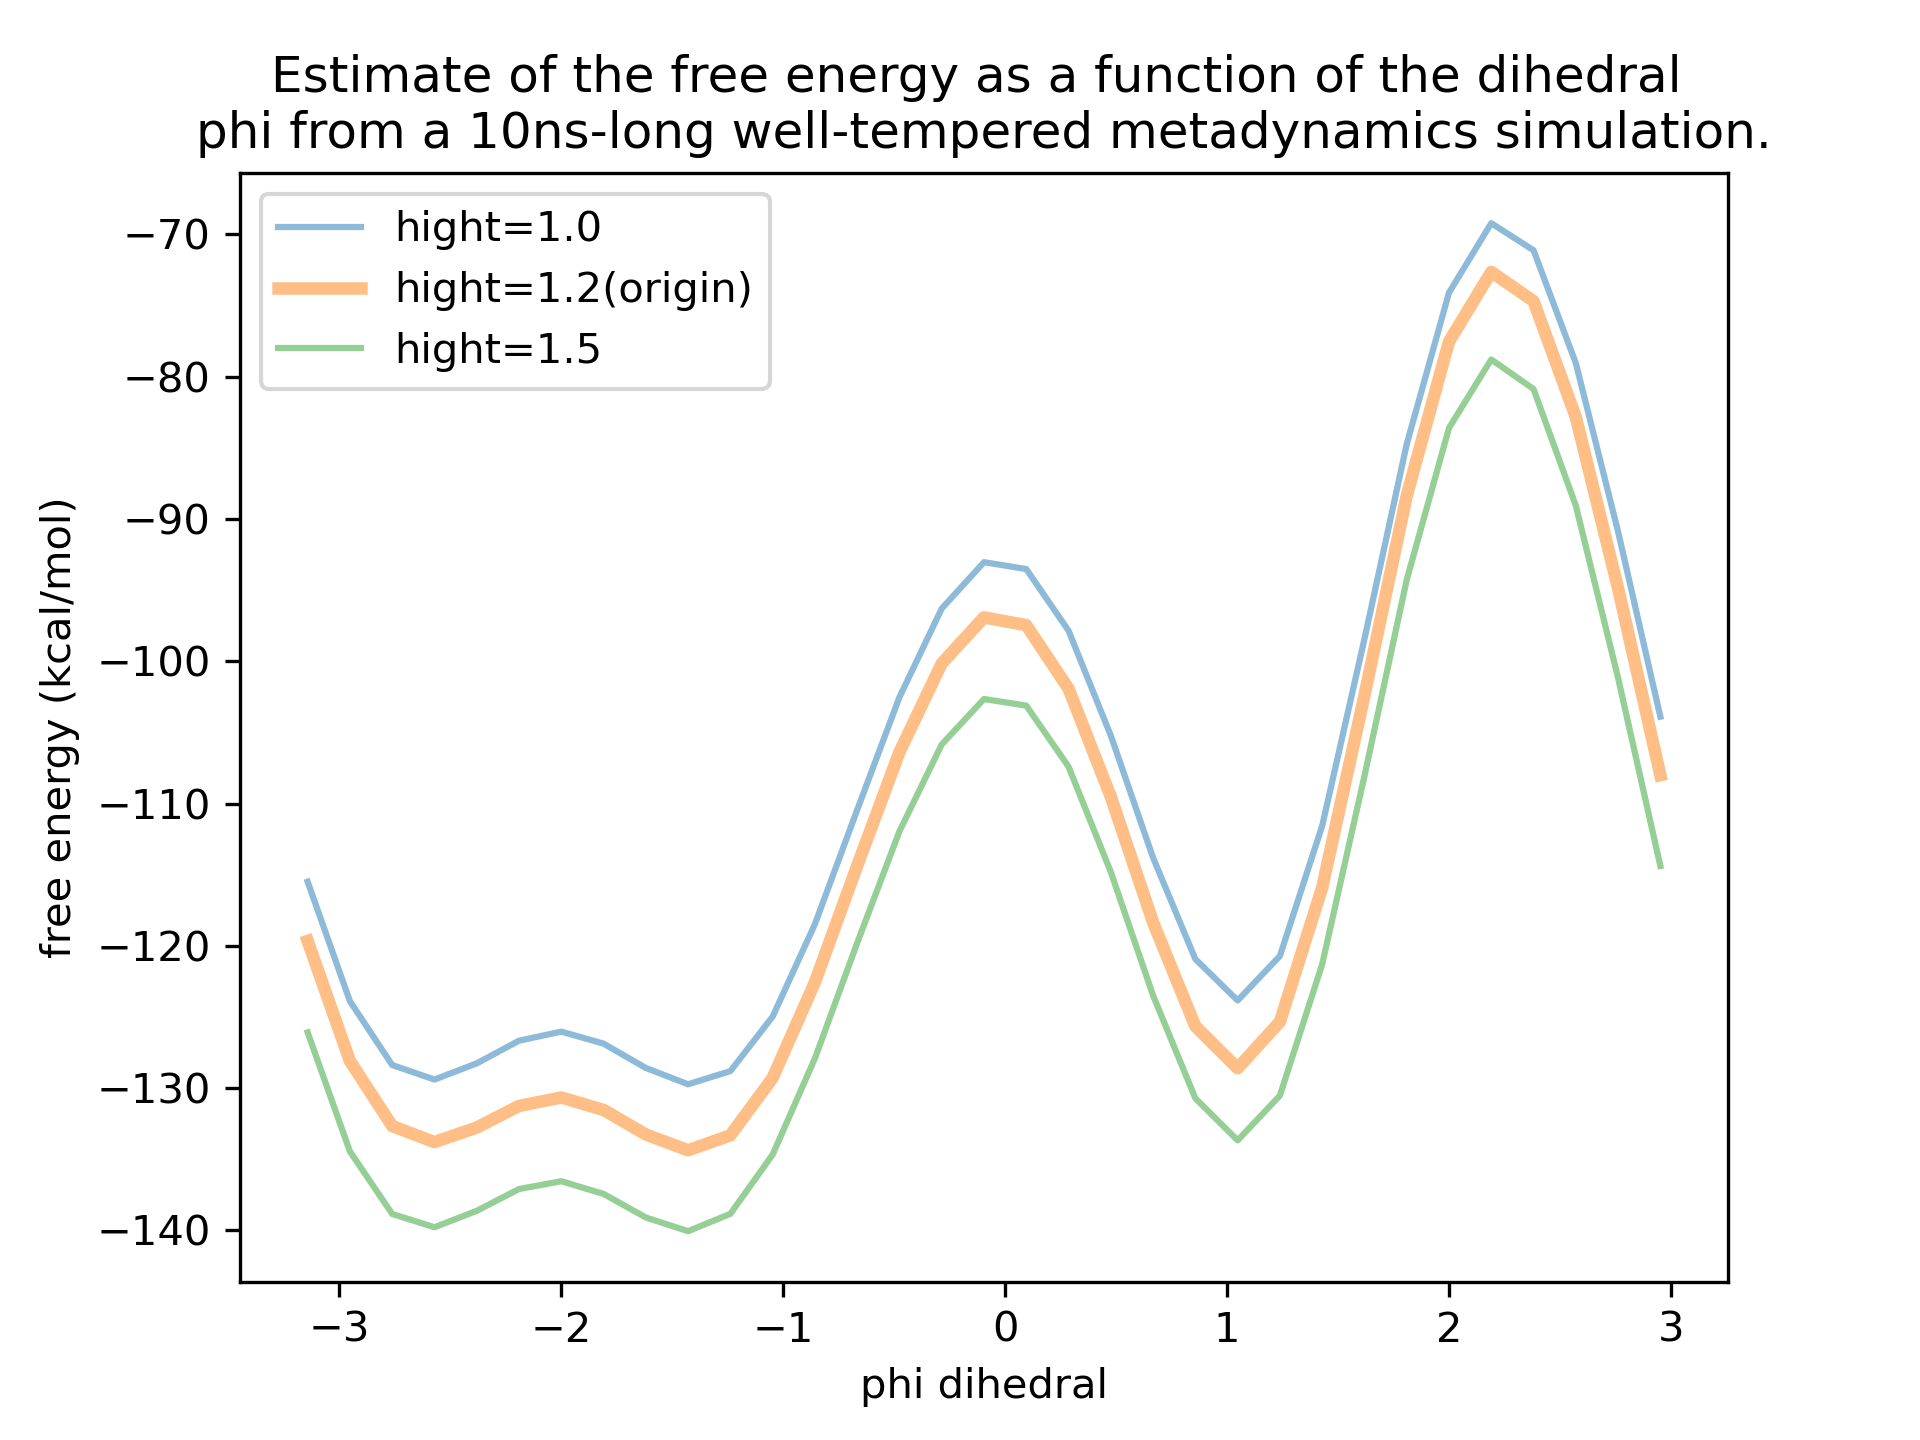 Estimate of the free energy as a function of the dihedral
phi from a 10ns-long well-tempered metadynamics simulation.
hight=1.0
hight=1.2(origin)
hight=1.5
free energy (kcal/mol)
−70
−80
−90
−100
−110
−120
−130
−140
−3
−2
−1
0
1
2
3
phi dihedral